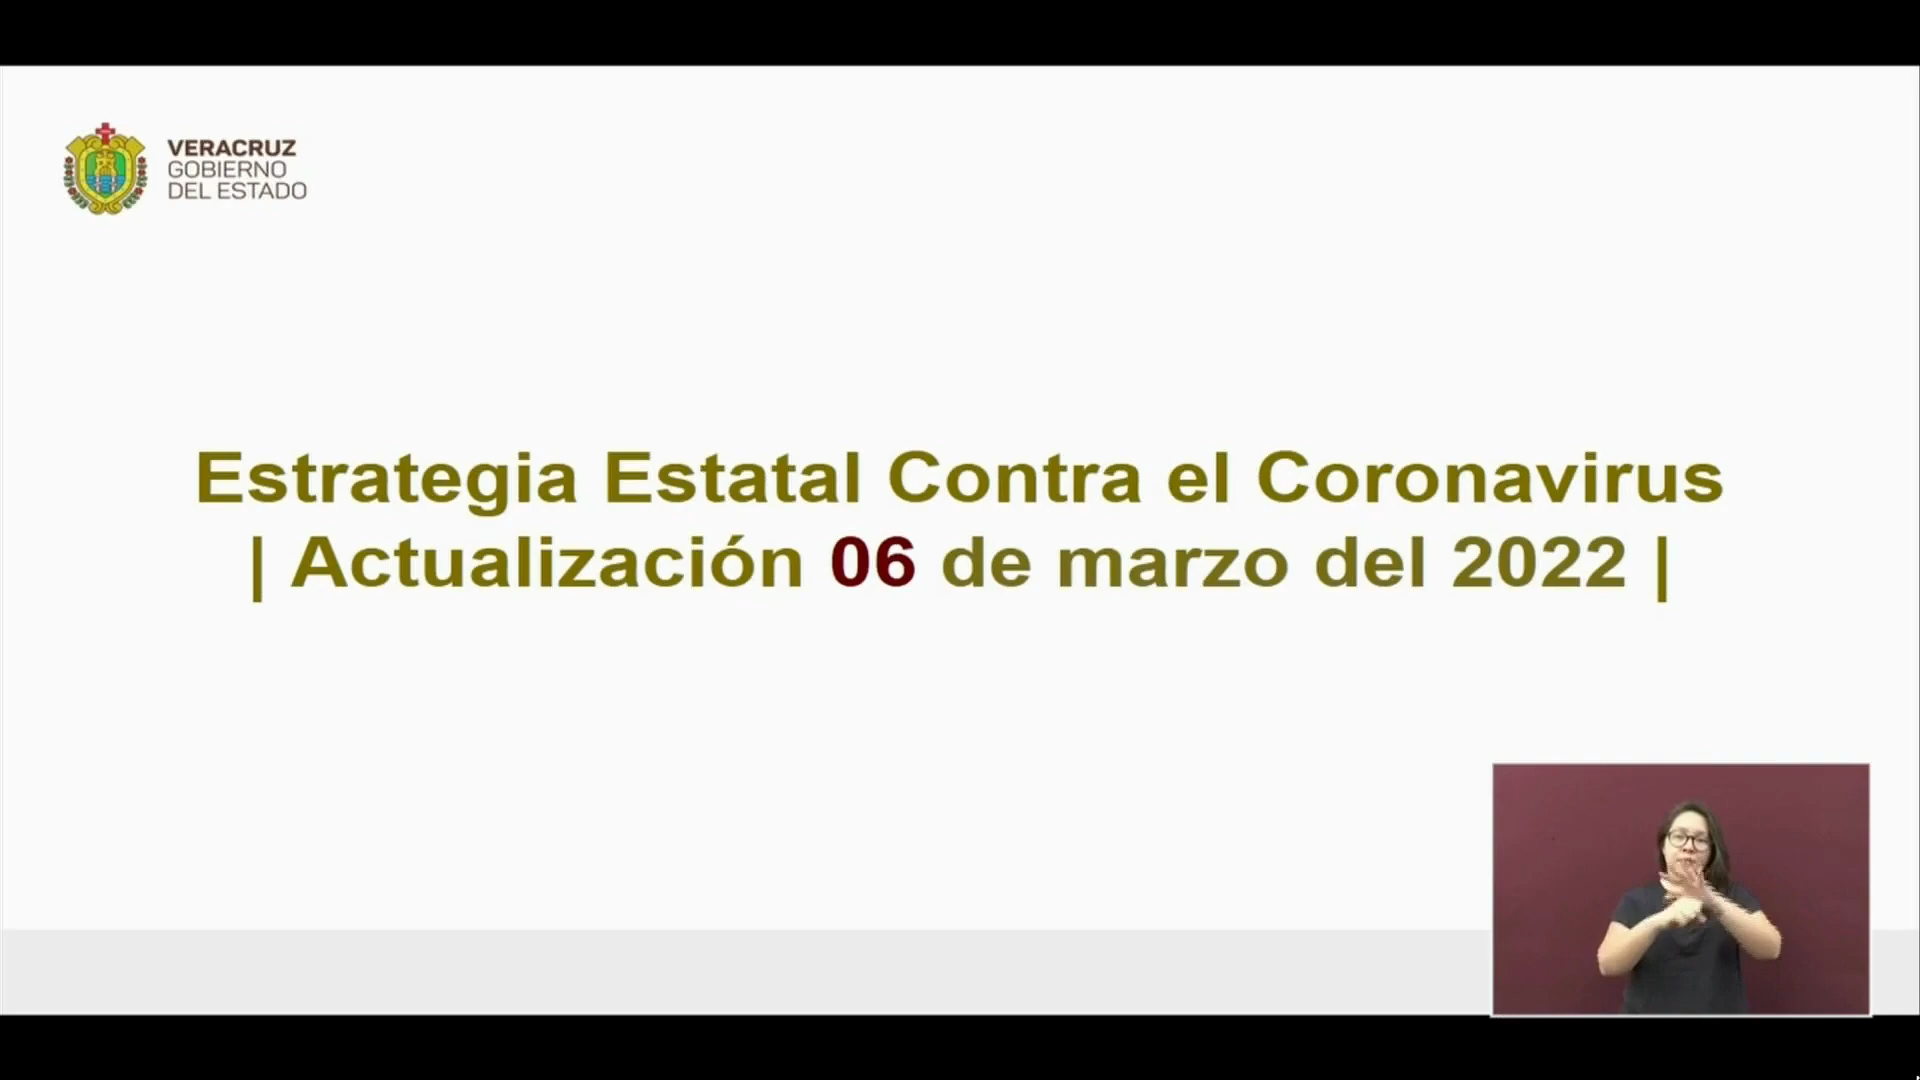 VERACRUZ
GOBIERNO
DEL ESTADO
Estrategia Estatal Contra el Coronavirus
| Actualización 06 de marzo del 2022 |